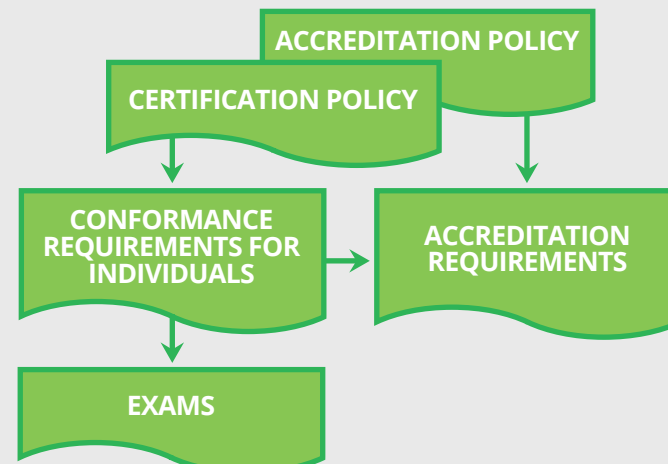 ACCREDITATION POLICY
CERTIFICATION POLICY
CONFORMANCE
REQUIREMENTS FOR
INDIVIDUALS
ACCREDITATION
REQUIREMENTS
EXAMS